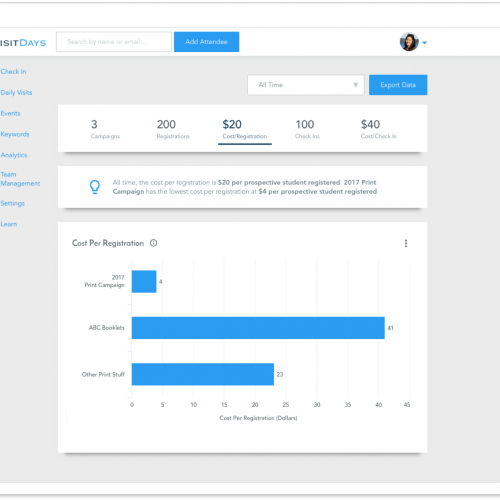 ISITDAYS
Search by name or email...
Add Attendee
Check In
Daily Visits
Events
Keywords
Analytics
Team
Management
Settings
Learn
All Time
Export Data
3
Campaigns
200
Registrations
$20
Cost/Registration
100
Check Ins
$40
Cost/Check In
All time, the cost per registration is $20 per prospective student registered. 2017 Print
Campaign has the lowest cost per registration at $4 per prospective student registered.
Cost Per Registration
2017
Print Campaign
4
ABC Booklets
41
Other Print Stuff
23
0 5 10 15 20 25 30 35 40 45
Cost Per Registration (Dollars)